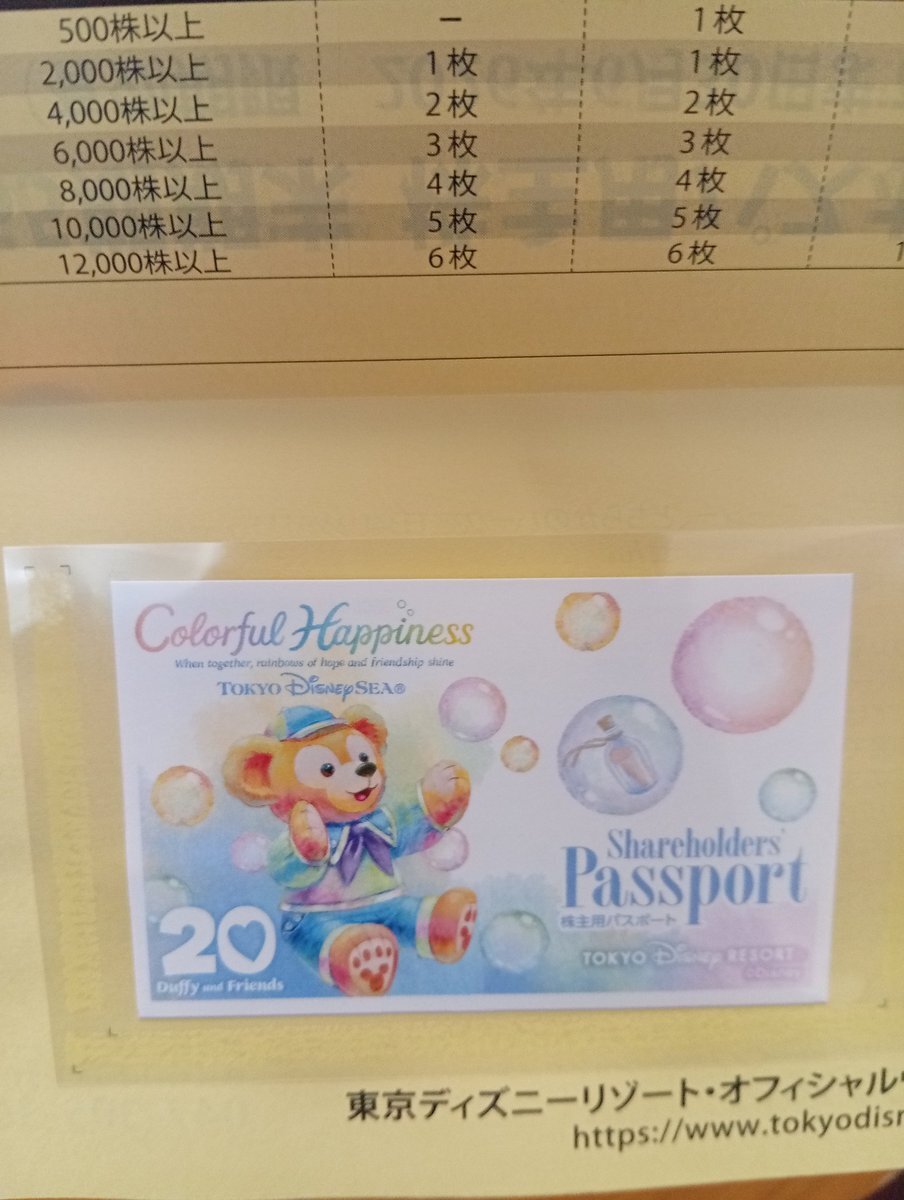 500株以上 － 1枚
2,000株以上 1枚 1枚
4,000株以上 2枚 2枚
6,000株以上 3枚 3枚
8,000株以上 4枚 4枚
10,000株以上 5枚 5枚
12,000株以上 6枚 6枚 1
Colorful Happiness
When together, rainbows of hope and friendship shine
TOKYO DisneySEA®
Shareholders'
Passport
株主用パスポート
20
Duffy and Friends
TOKYO Disney RESORT
©Disney
東京ディズニーリゾート・オフィシャル
https://www.tokyodisn